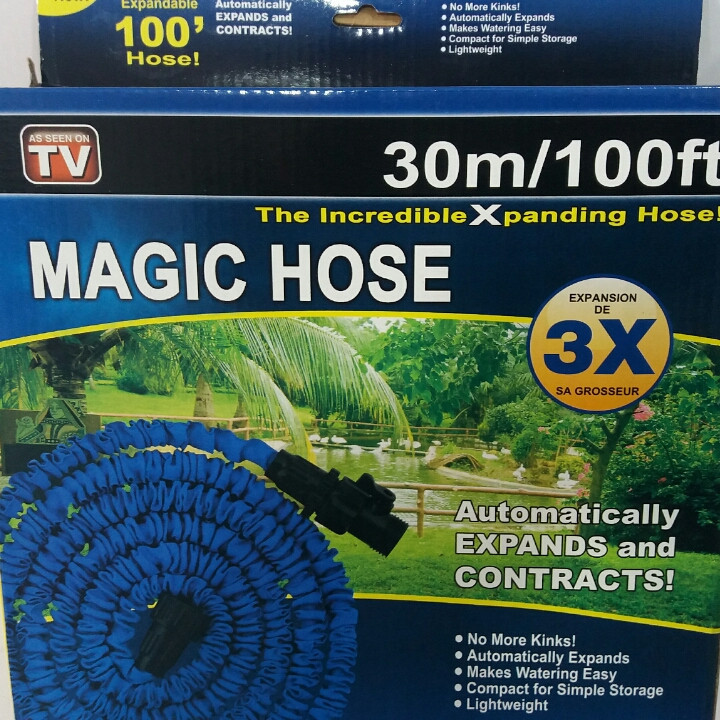 Expandable
100'
Hose!
Automatically
EXPANDS and
CONTRACTS!
• No More Kinks!
• Automatically Expands
• Makes Watering Easy
• Compact for Simple Storage
• Lightweight
AS SEEN ON
TV
30m/100ft
The Incredible Xpanding Hose!
MAGIC HOSE
EXPANSION
DE
3X
SA GROSSEUR
Automatically
EXPANDS and
CONTRACTS!
• No More Kinks!
• Automatically Expands
• Makes Watering Easy
• Compact for Simple Storage
• Lightweight